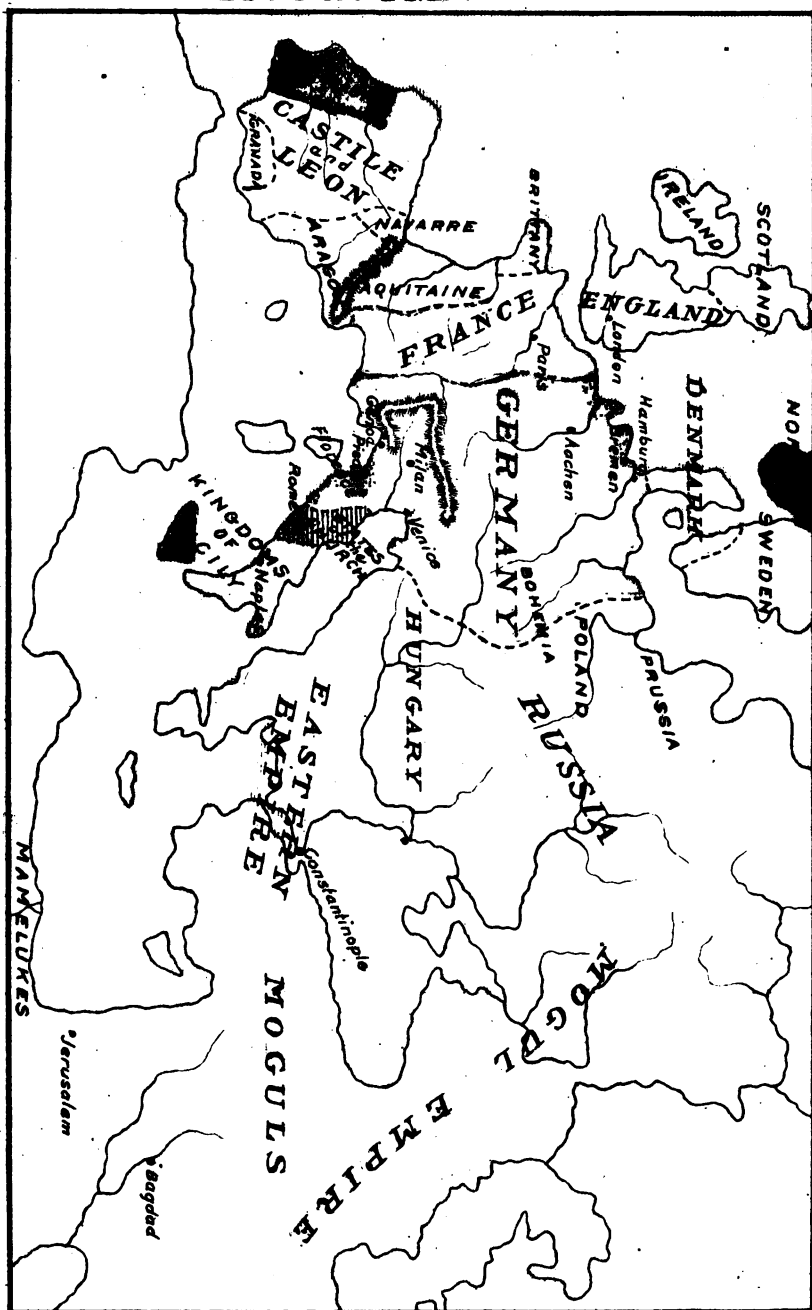 SCOTLAND
IRELAND
ENGLAND
London
DENMARK
SWEDEN
Hamburg
Bremen
BRITTANY
Paris
Aachen
GERMANY
FRANCE
AQUITAINE
NAVARRE
CASTILE
and
LEON
GRANADA
PRUSSIA
POLAND
BOHEMIA
RUSSIA
HUNGARY
Milan
Venice
Genoa
Rome
KINGDOMS
OF
Naples
EASTERN
EMPIRE
Constantinople
MOGUL
EMPIRE
MOGULS
MAMELUKES
Jerusalem
Bagdad